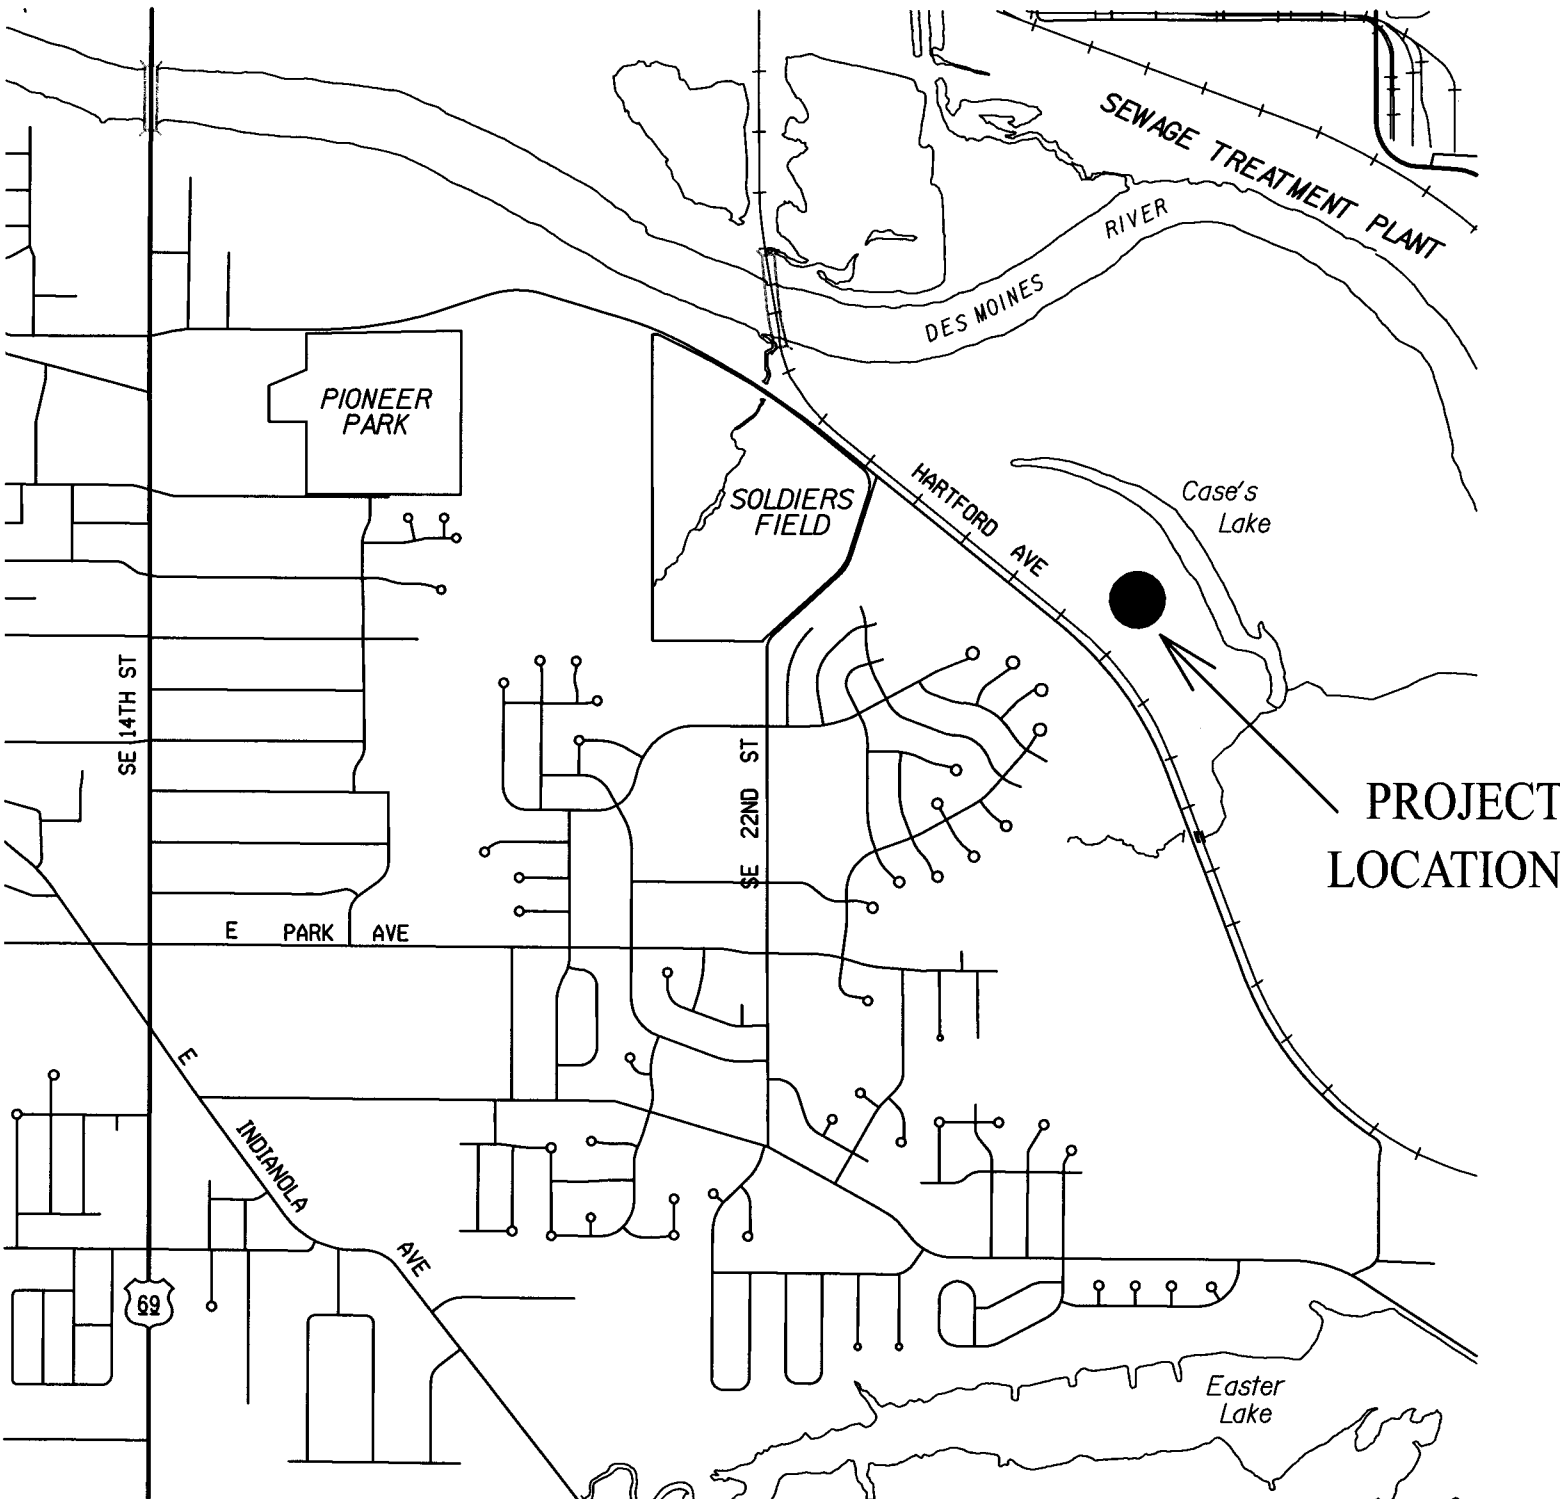 SEWAGE TREATMENT PLANT
RIVER
DES MOINES
PIONEER
PARK
SOLDIERS
FIELD
HARTFORD AVE
Case's
Lake
SE 14TH ST
SE 22ND ST
PROJECT
LOCATION
E PARK AVE
E INDIANOLA AVE
69
Easter
Lake